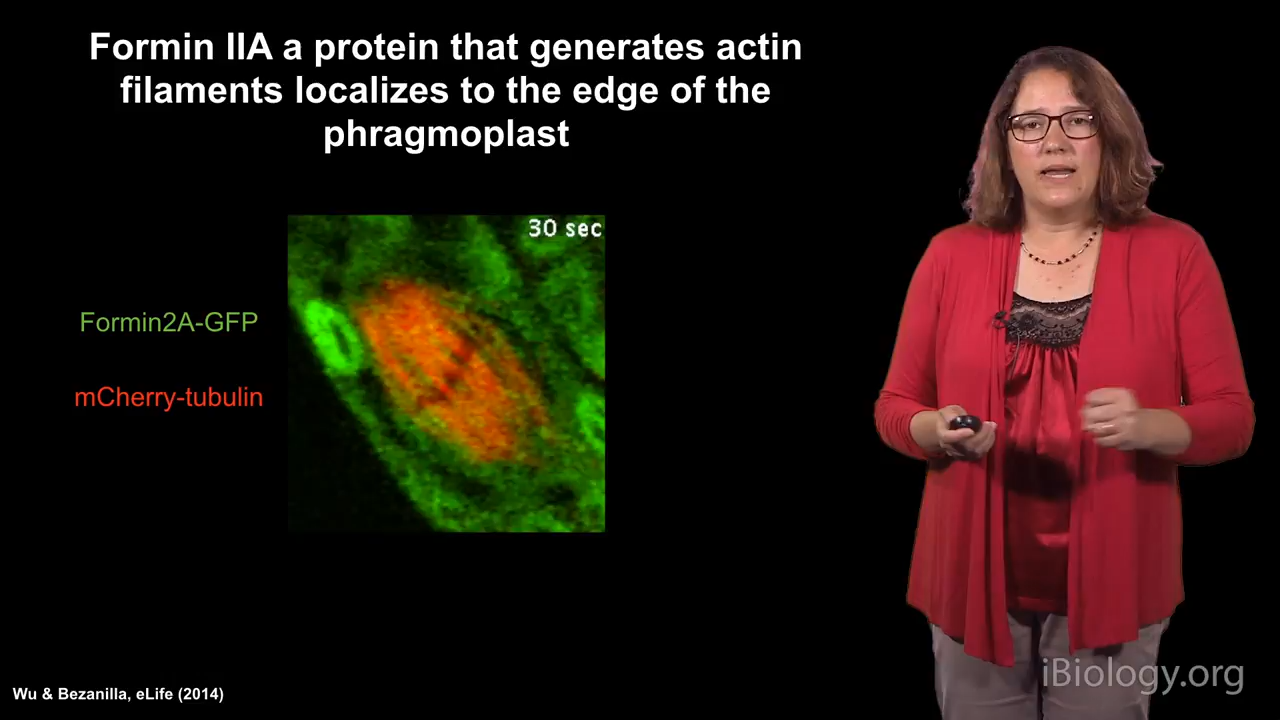 Formin IIA a protein that generates actin
filaments localizes to the edge of the
phragmoplast
30 sec
Formin2A-GFP
mCherry-tubulin
Wu & Bezanilla, eLife (2014)
iBiology.org